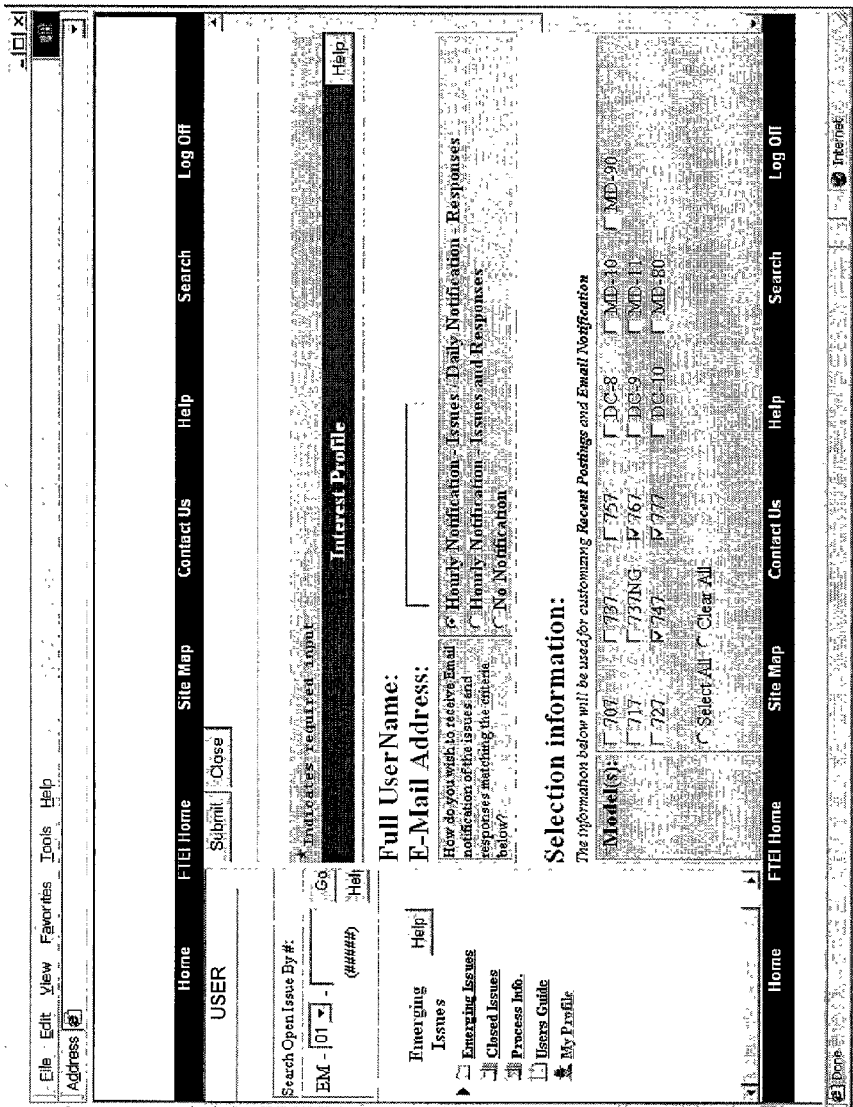 File Edit View Favorites Tools Help
Address
Home FTEI Home Site Map Contact Us Help Search Log Off
USER
Search Open Issue By #:
EM - 01 - Go
(#####) Help
Emerging Issues Help
Emerging Issues
Closed Issues
Process Info.
Users Guide
My Profile
Submit Close
* Indicates required input
Interest Profile Help
Full UserName:
E-Mail Address:
How do you wish to receive Email notification of the issues and responses matching the criteria below?
Hourly Notification - Issues / Daily Notification - Responses
Hourly Notification - Issues and Responses
No Notification
Selection information:
The information below will be used for customizing Recent Postings and Email Notification
Model(s):
707 737 757 DC-8 MD-10 MD-90
717 737NG 767 DC-9 MD-11
727 747 777 DC-10 MD-80
Select All Clear All
Home FTEI Home Site Map Contact Us Help Search Log Off
Done Internet